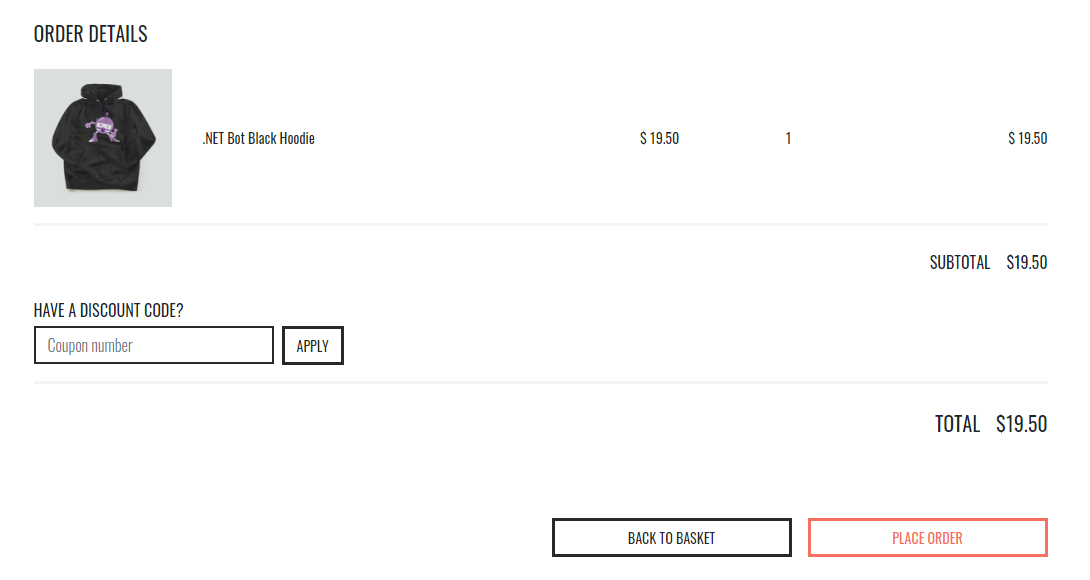 ORDER DETAILS
.NET Bot Black Hoodie $ 19.50 1 $ 19.50
SUBTOTAL $19.50
HAVE A DISCOUNT CODE?
Coupon number APPLY
TOTAL $19.50
BACK TO BASKET PLACE ORDER